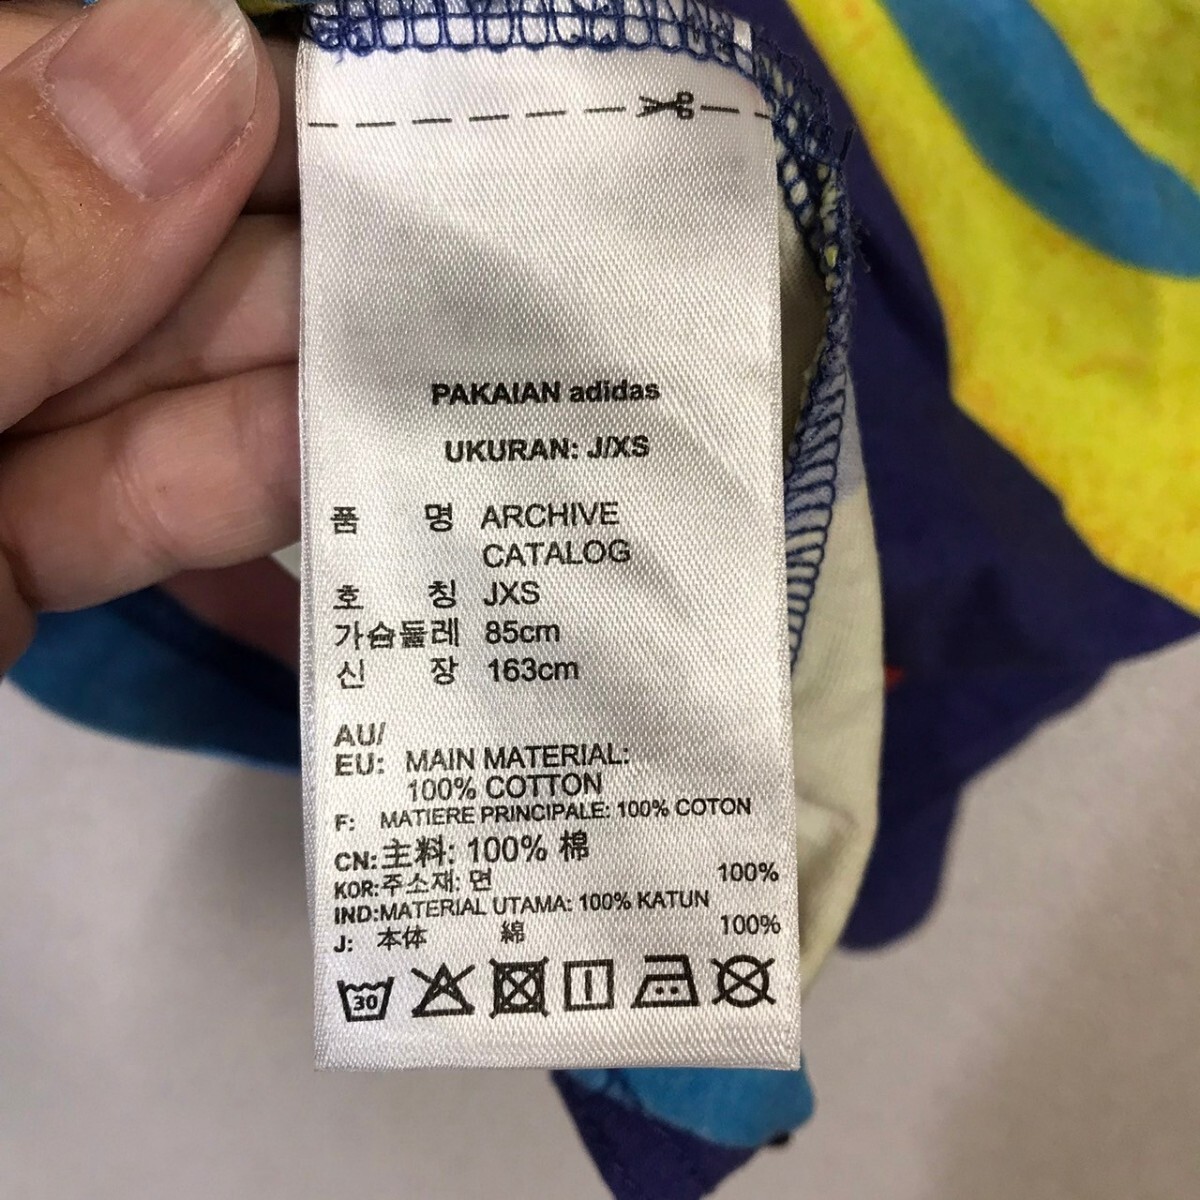 PAKAIAN adidas
UKURAN: J/XS
품 명 ARCHIVE
CATALOG
호 칭 JXS
가슴둘레 85cm
신 장 163cm
AU/
EU: MAIN MATERIAL:
100% COTTON
F: MATIERE PRINCIPALE: 100% COTON
CN:主料: 100% 棉
KOR:주소재: 면 100%
IND:MATERIAL UTAMA: 100% KATUN
J: 本体 綿 100%
30